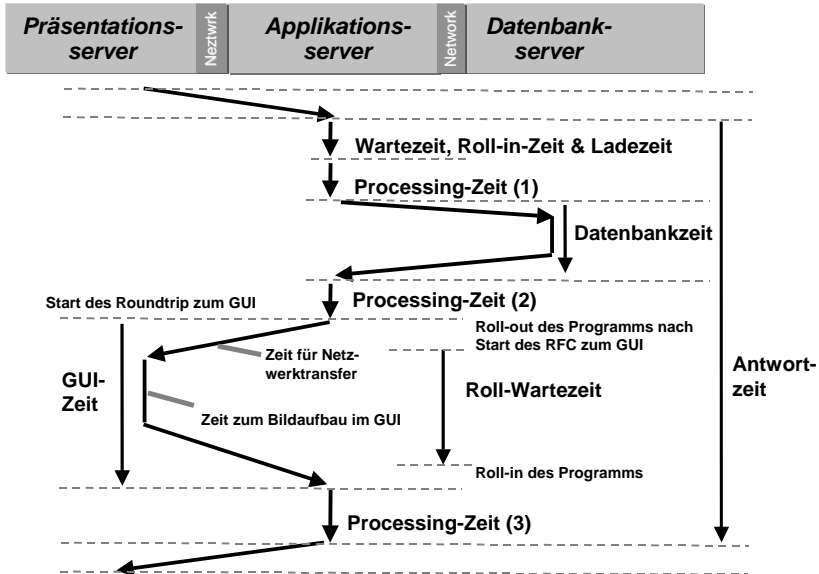 Präsentations-
server
Neztwrk
Applikations-
server
Network
Datenbank-
server
Wartezeit, Roll-in-Zeit & Ladezeit
Processing-Zeit (1)
Datenbankzeit
Processing-Zeit (2)
Start des Roundtrip zum GUI
Roll-out des Programms nach
Start des RFC zum GUI
Zeit für Netz-
werktransfer
GUI-
Zeit
Roll-Wartezeit
Antwort-
zeit
Zeit zum Bildaufbau im GUI
Roll-in des Programms
Processing-Zeit (3)